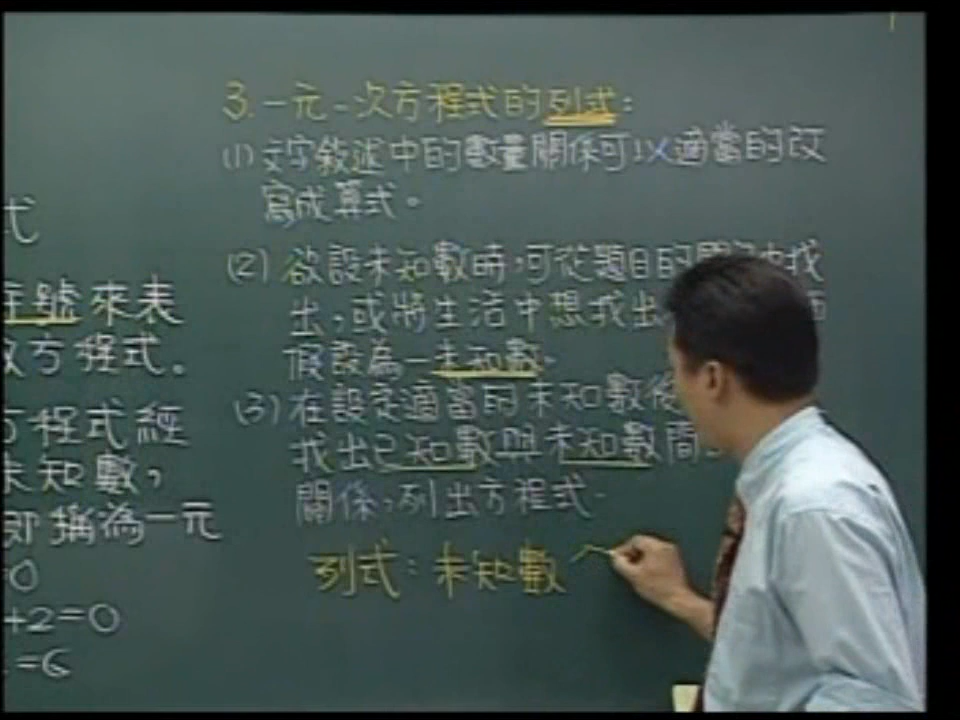 3. 一元一次方程式的列式：
(1) 文字敘述中的數量關係可以適當的改
寫成算式。
(2) 欲設未知數時，可從題目的中找
出，或將生活中想找出
假設為一未知數。
(3) 在設定適當的未知數後
找出已知數與未知數間
關係，列出方程式。
列式：未知數
式
號來表
方程式。
方程式經
未知數，
即稱為一元
=0
+2=0
=6